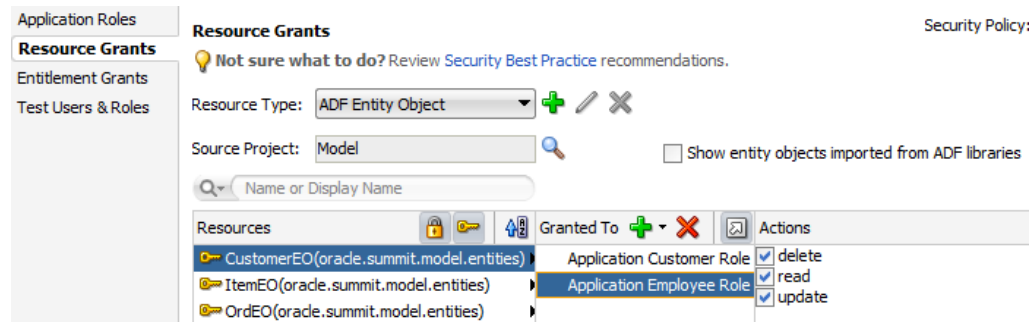 Application Roles
Resource Grants
Entitlement Grants
Test Users & Roles
Resource Grants
Security Policy:
Not sure what to do? Review Security Best Practice recommendations.
Resource Type: ADF Entity Object
Source Project: Model
Show entity objects imported from ADF libraries
Name or Display Name
Resources Granted To Actions
CustomerEO(oracle.summit.model.entities) Application Customer Role delete
ItemEO(oracle.summit.model.entities) Application Employee Role read
OrdEO(oracle.summit.model.entities) update